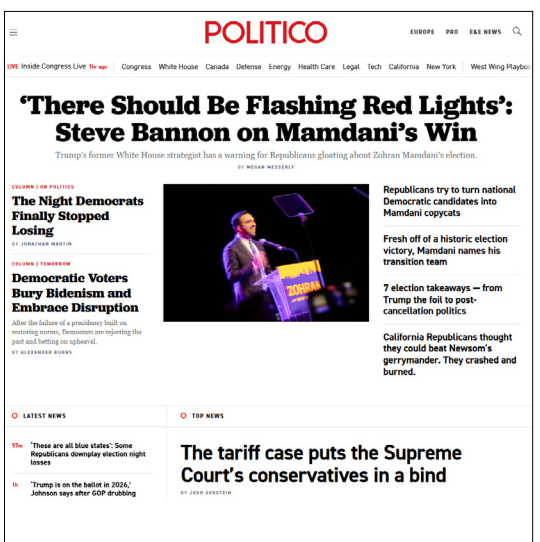 POLITICO
EUROPE PRO E&E NEWS
LIVE Inside Congress Live 11hr ago Congress White House Canada Defense Energy Health Care Legal Tech California New York West Wing Playboo
‘There Should Be Flashing Red Lights’:
Steve Bannon on Mamdani’s Win
Trump’s former White House strategist has a warning for Republicans gloating about Zohran Mamdani’s election.
BY MEGAN MESSERLY
COLUMN | ON POLITICS
The Night Democrats
Finally Stopped
Losing
BY JONATHAN MARTIN
COLUMN | TOMORROW
Democratic Voters
Bury Bidenism and
Embrace Disruption
After the failure of a presidency built on
restoring norms, Democrats are rejecting the
past and betting on upheaval.
BY ALEXANDER BURNS
ZOHRAN
Republicans try to turn national
Democratic candidates into
Mamdani copycats
Fresh off of a historic election
victory, Mamdani names his
transition team
7 election takeaways — from
Trump the foil to post-
cancellation politics
California Republicans thought
they could beat Newsom’s
gerrymander. They crashed and
burned.
LATEST NEWS
57m ‘These are all blue states’: Some
Republicans downplay election night
losses
1h ‘Trump is on the ballot in 2026,’
Johnson says after GOP drubbing
TOP NEWS
The tariff case puts the Supreme
Court’s conservatives in a bind
BY JOSH GERSTEIN